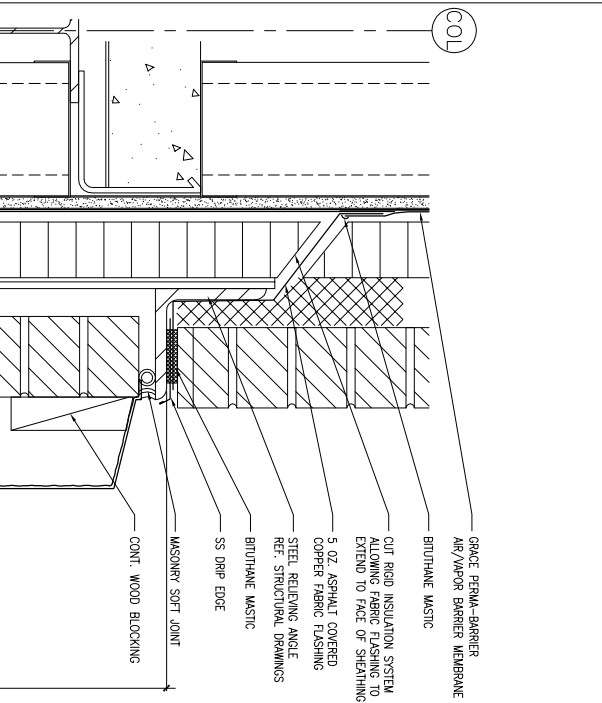 COL
GRACE PERMA-BARRIER
AIR/VAPOR BARRIER MEMBRANE
BITUTHANE MASTIC
CUT RIGID INSULATION SYSTEM
ALLOWING FABRIC FLASHING TO
EXTEND TO FACE OF SHEATHING
5 OZ. ASPHALT COVERED
COPPER FABRIC FLASHING
STEEL RELIEVING ANGLE
REF. STRUCTURAL DRAWINGS
BITUTHANE MASTIC
SS DRIP EDGE
MASONRY SOFT JOINT
CONT. WOOD BLOCKING